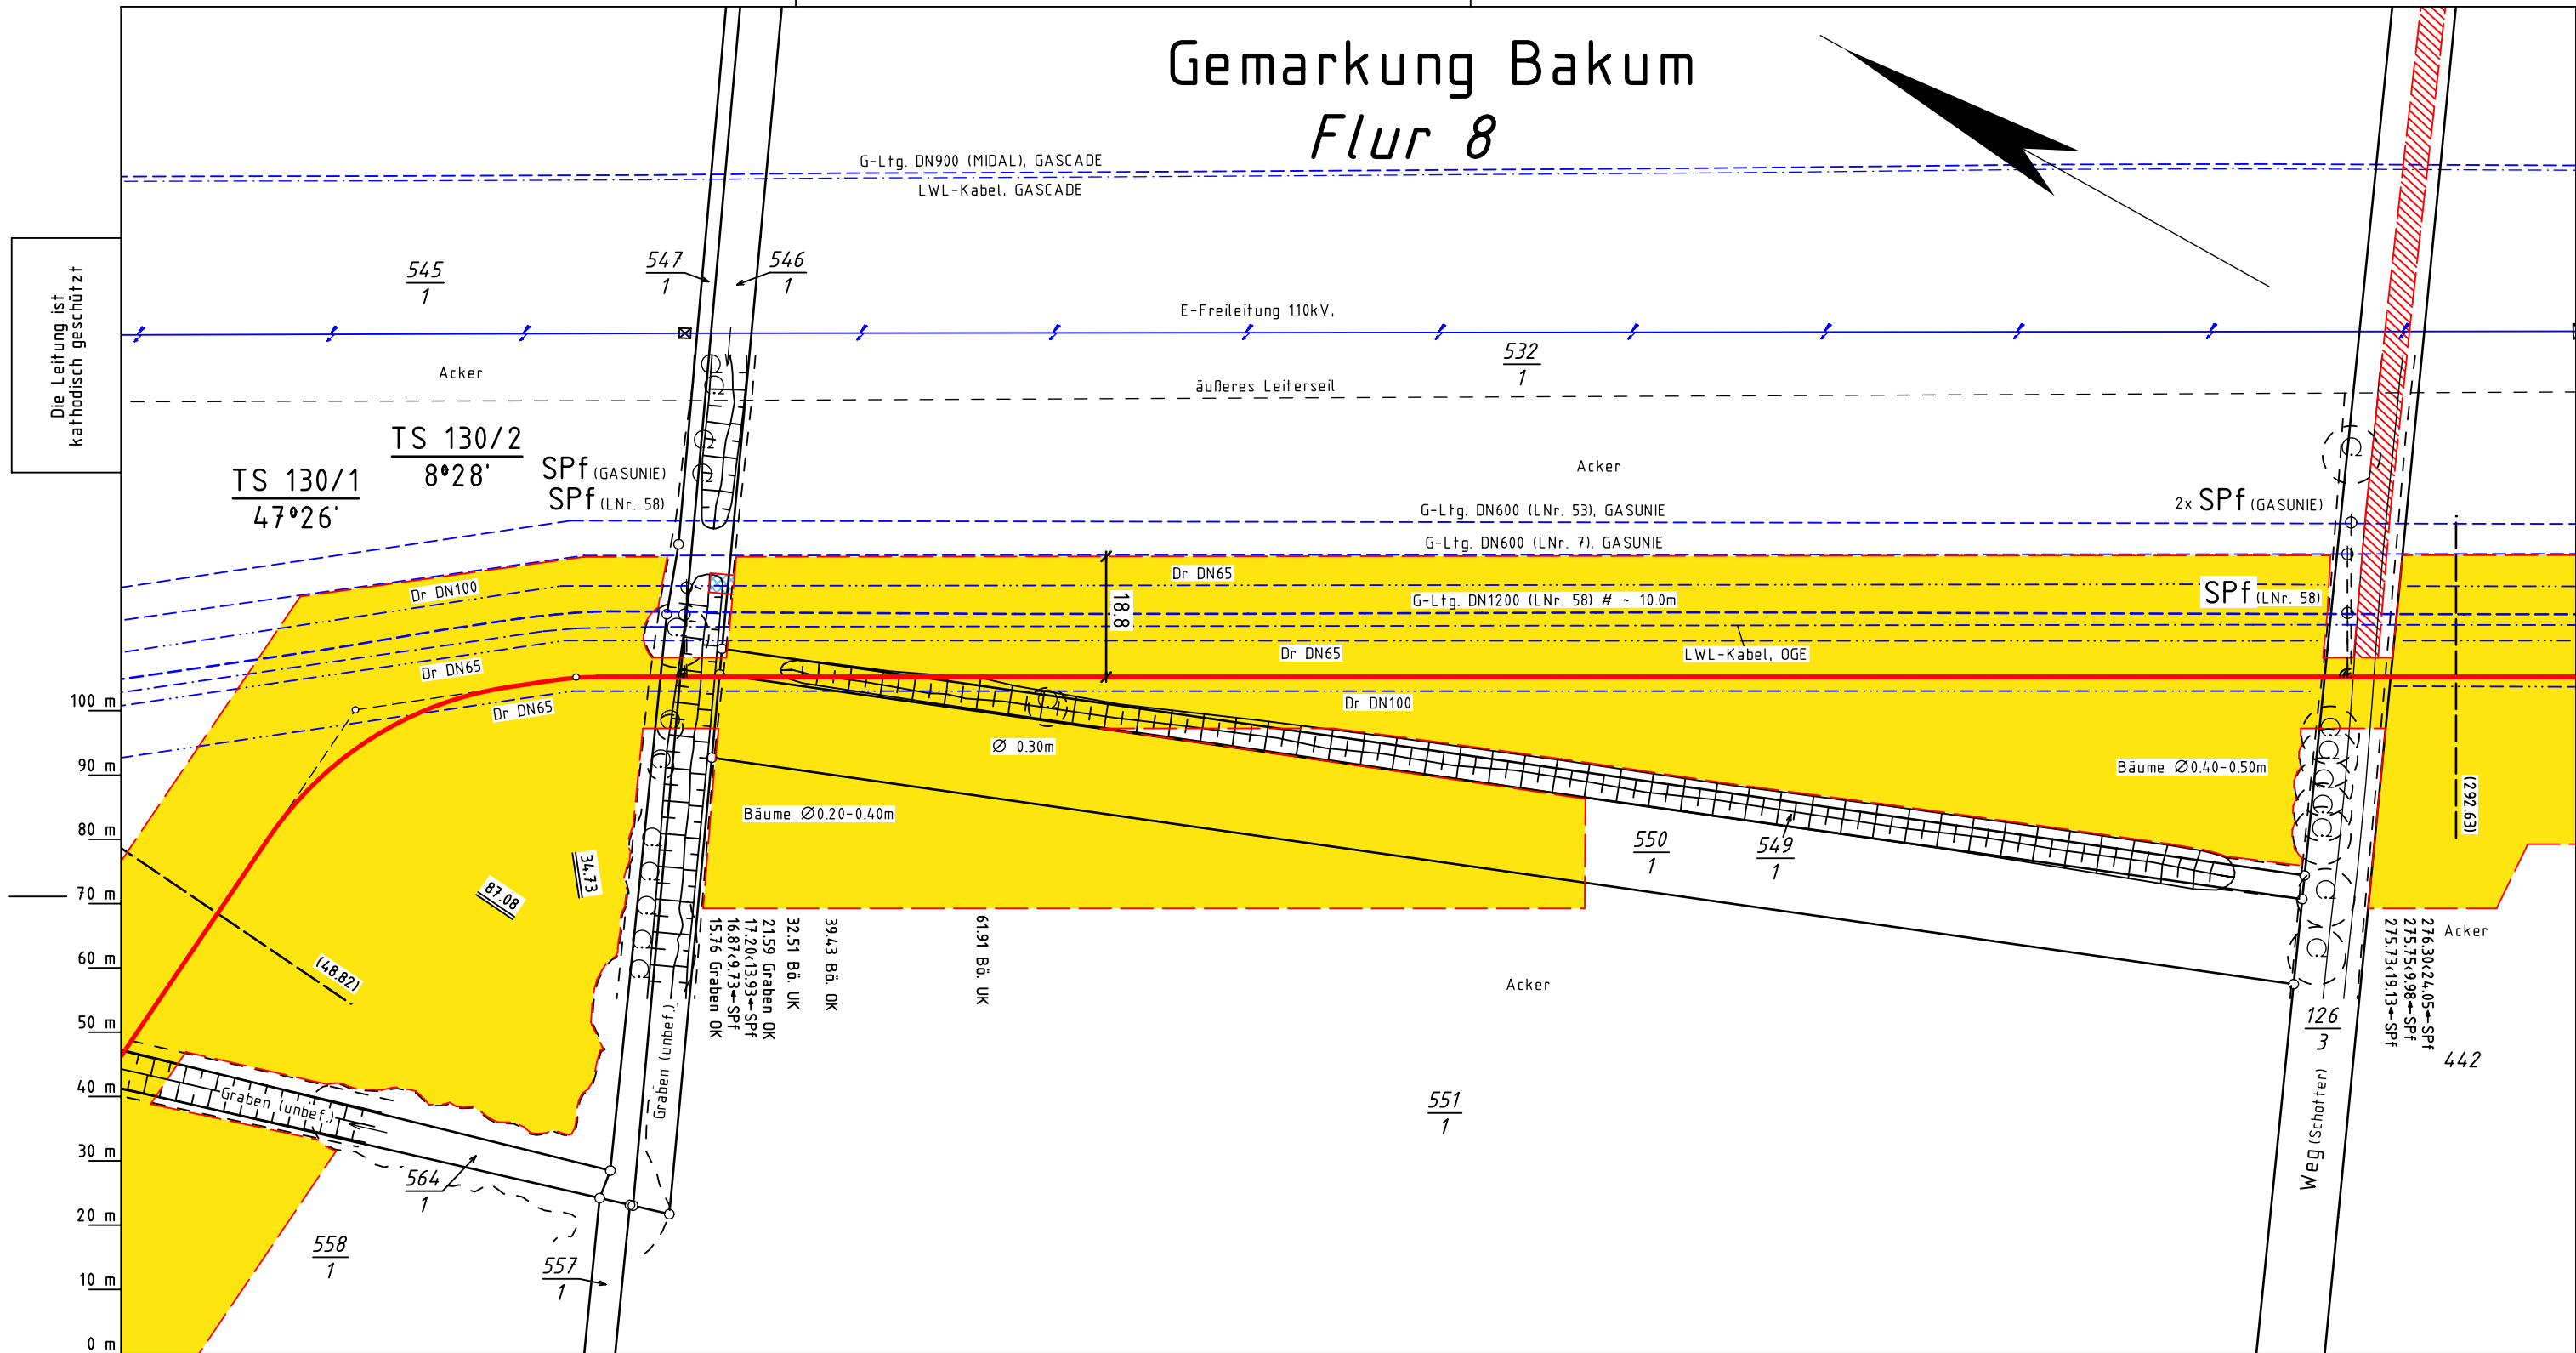 Gemarkung Bakum
Flur 8
G-Ltg. DN900 (MIDAL), GASCADE
LWL-Kabel, GASCADE
Die Leitung ist
kathodisch geschützt
545
1
547
1
546
1
E-Freileitung 110kV,
532
1
Acker
äußeres Leiterseil
TS 130/2
8°28'
TS 130/1
47°26'
SPf (GASUNIE)
SPf (LNr. 58)
Acker
2x SPf (GASUNIE)
G-Ltg. DN600 (LNr. 53), GASUNIE
G-Ltg. DN600 (LNr. 7), GASUNIE
Dr DN65
Dr DN100
18.8
G-Ltg. DN1200 (LNr. 58) # ~ 10.0m
SPf (LNr. 58)
Dr DN65
LWL-Kabel, OGE
Dr DN65
Dr DN65
Dr DN100
Ø 0.30m
Bäume Ø0.40-0.50m
(292.63)
Bäume Ø0.20-0.40m
550
1
549
1
34.73
87.08
(48.82)
15.76 Graben OK
16.87<9.73→SPf
17.20<13.93→SPf
21.59 Graben OK
32.51 Bö. UK
39.43 Bö. OK
61.91 Bö. UK
275.73<19.13→SPf
275.75<9.98→SPf
276.30<24.05→SPf
Acker
Acker
126
3
442
Graben (unbef.)
Graben (unbef.)
551
1
Weg (Schotter)
564
1
558
1
557
1
100 m
90 m
80 m
70 m
60 m
50 m
40 m
30 m
20 m
10 m
0 m